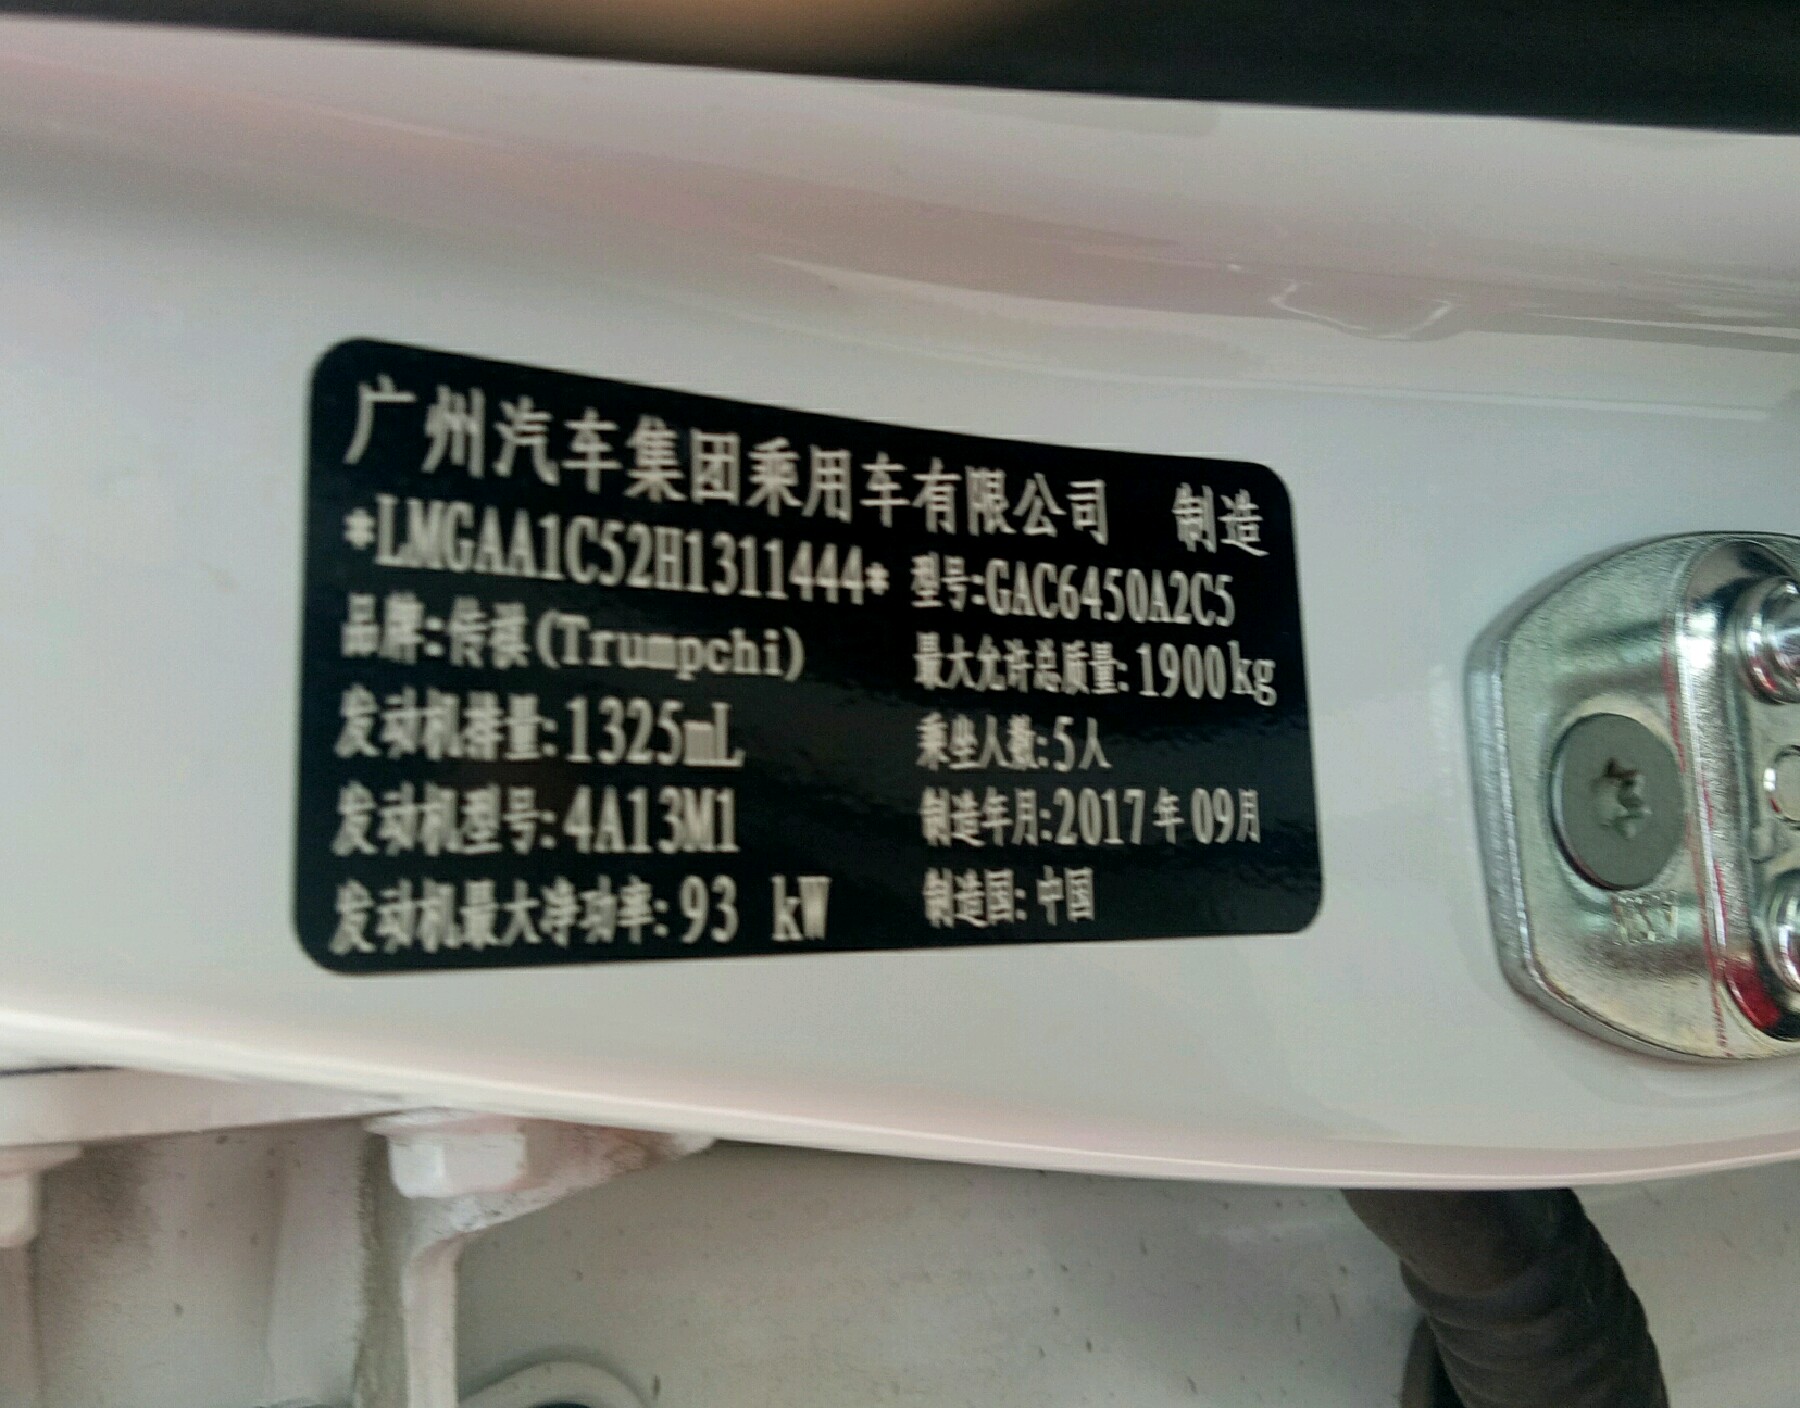 广州汽车集团乘用车有限公司 制造
*LMGAA1C52H1311444* 型号:GAC6450A2C5
品牌:传祺(Trumpchi) 最大允许总质量:1900kg
发动机排量:1325mL 乘坐人数:5人
发动机型号:4A13M1 制造年月:2017年09月
发动机最大净功率:93 kW 制造国:中国